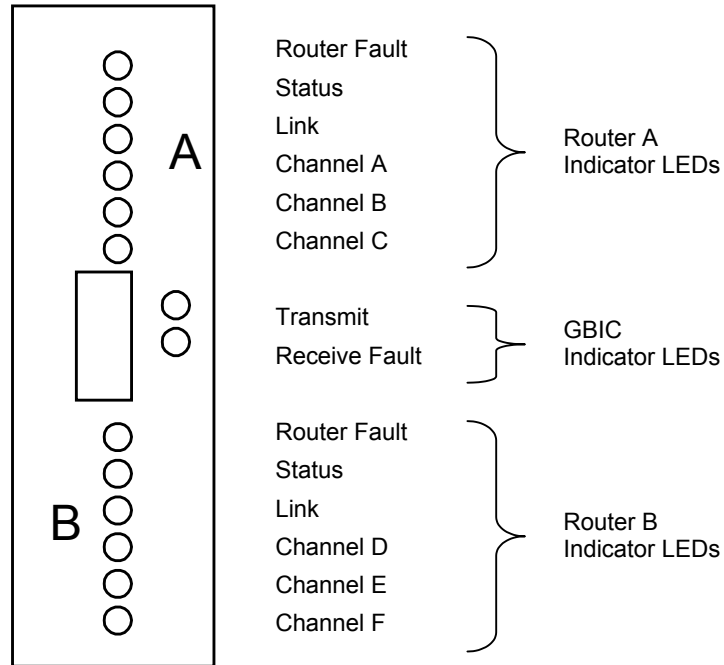 A
Router Fault
Status
Link
Channel A
Channel B
Channel C
Router A
Indicator LEDs
Transmit
Receive Fault
GBIC
Indicator LEDs
B
Router Fault
Status
Link
Channel D
Channel E
Channel F
Router B
Indicator LEDs